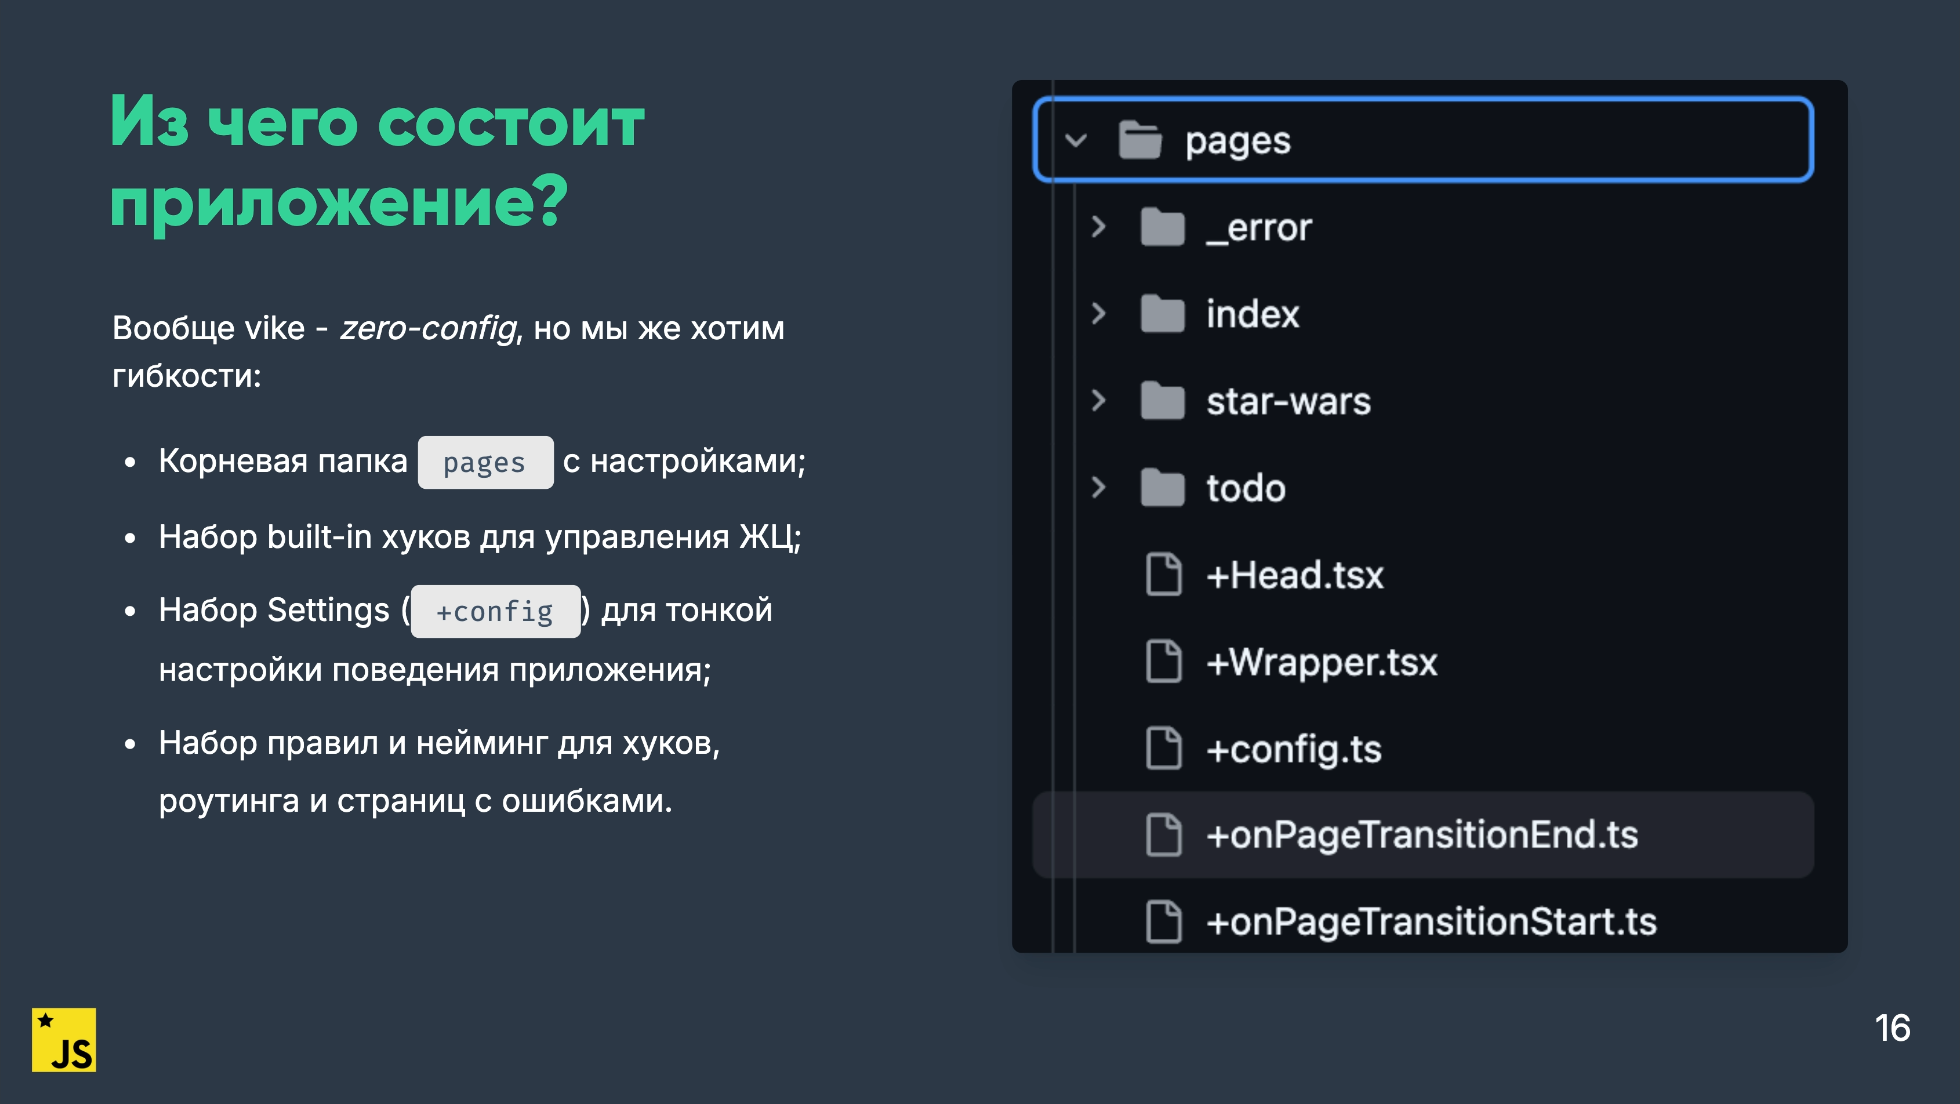 Из чего состоит
приложение?
Вообще vike - zero-config, но мы же хотим
гибкости:
• Корневая папка pages с настройками;
• Набор built-in хуков для управления ЖЦ;
• Набор Settings ( +config ) для тонкой
настройки поведения приложения;
• Набор правил и нейминг для хуков,
роутинга и страниц с ошибками.
pages
_error
index
star-wars
todo
+Head.tsx
+Wrapper.tsx
+config.ts
+onPageTransitionEnd.ts
+onPageTransitionStart.ts
JS
16